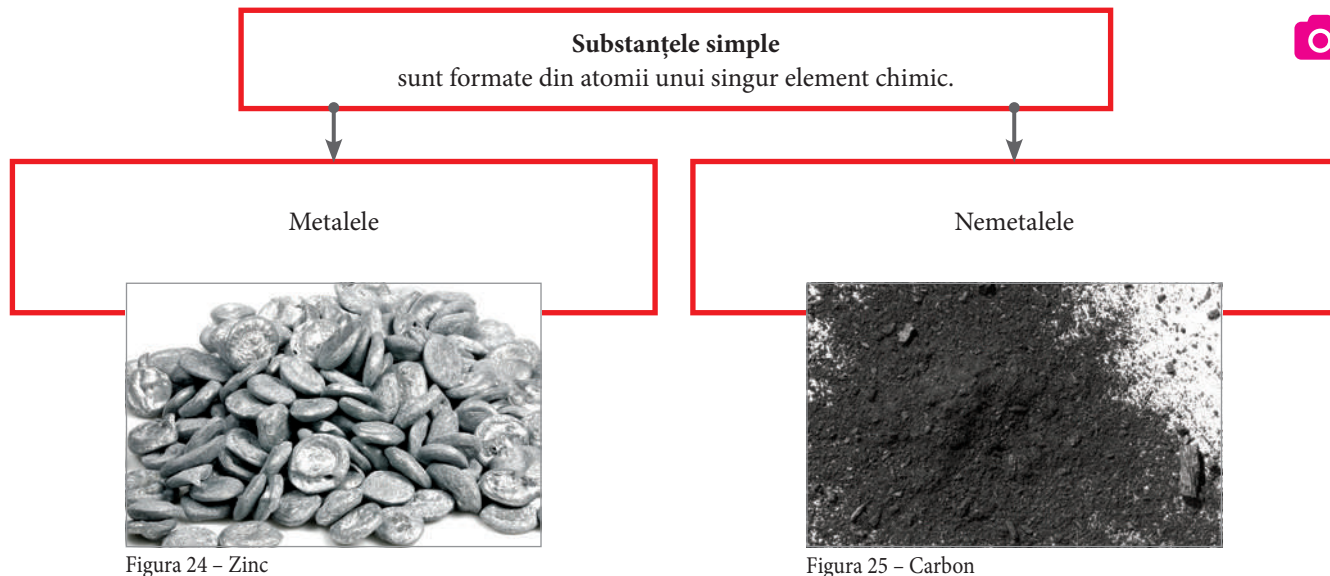 Substanțele simple
sunt formate din atomii unui singur element chimic.
Metalele
Nemetalele
Figura 24 – Zinc
Figura 25 – Carbon